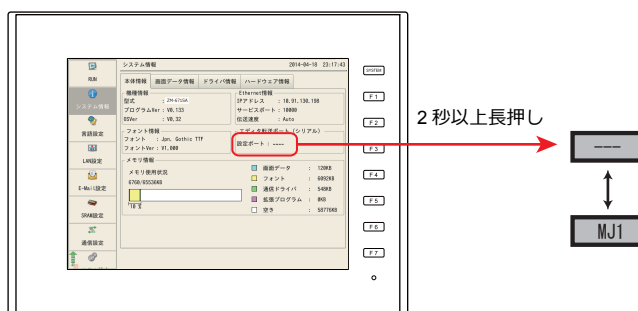 システム情報 2014-04-18 23:17:43
RUN
システム情報
言語設定
LAN設定
E-Mail設定
SRAM設定
通信設定
本体情報 画面データ情報 ドライバ情報 ハードウェア情報
機種情報
型式 : ZM-671SA
プログラムVer : V0.133
OSVer : V0.32
Ethernet情報
IPアドレス : 10.91.130.198
サービスポート : 10000
伝送速度 : Auto
フォント情報
フォント : Jpn. Gothic TTF
フォントVer : V1.000
エディタ転送ポート (シリアル)
設定ポート : ----
メモリ情報
メモリ使用状況
6760/65536KB
10 %
画面データ : 120KB
フォント : 6092KB
通信ドライバ : 548KB
拡張プログラム : 0KB
空き : 58776KB
SYSTEM
F1
F2
F3
F5
F6
F7
2秒以上長押し
---
MJ1